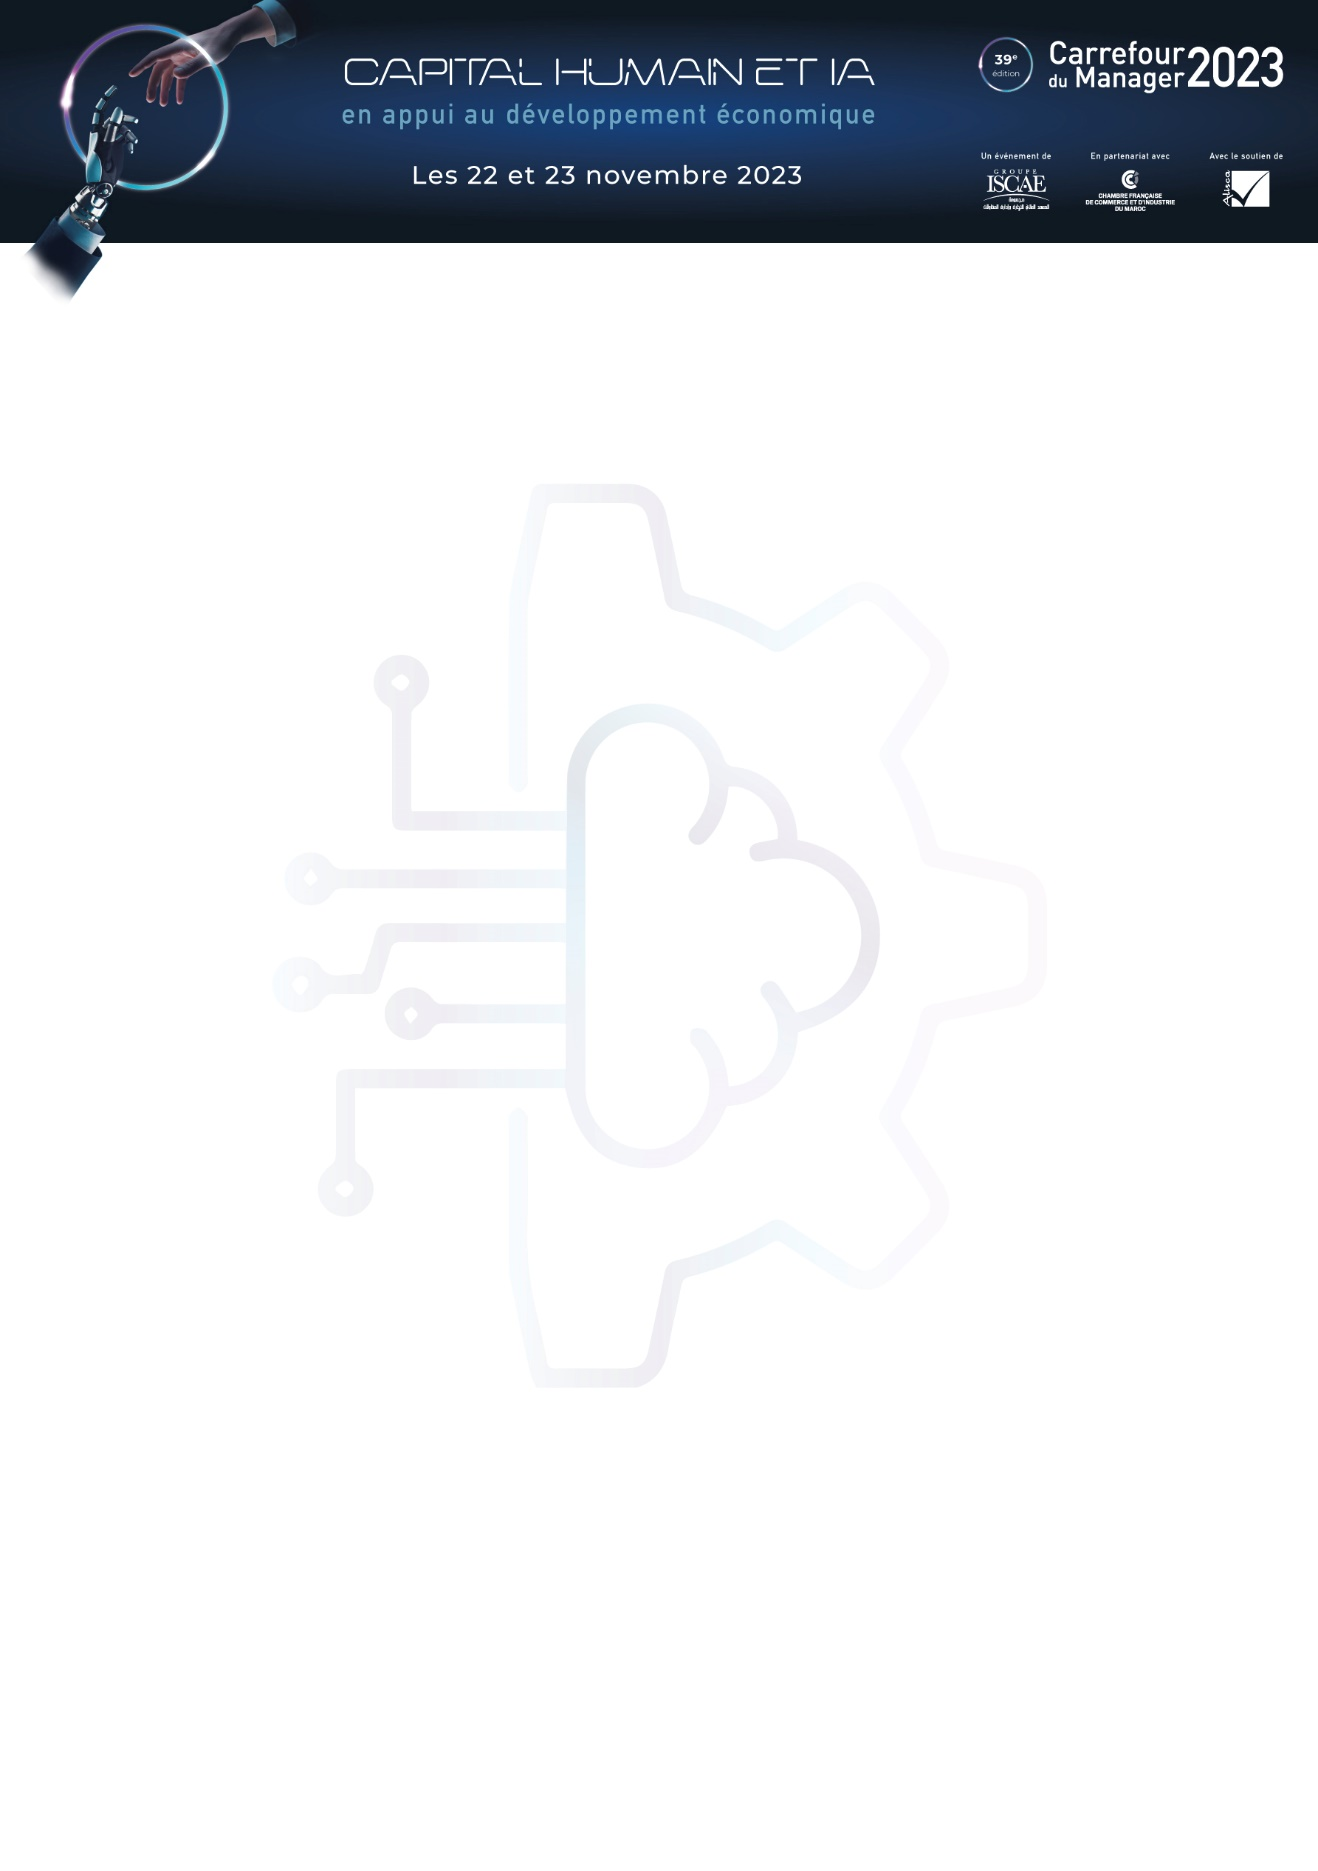 CAPITAL HUMAIN ET IA
en appui au développement économique
Les 22 et 23 novembre 2023
39e
édition
Carrefour
du Manager 2023
Un événement de
GROUPE
ISCAE
En partenariat avec
CHAMBRE FRANÇAISE
DE COMMERCE ET D'INDUSTRIE
DU MAROC
Avec le soutien de
Alisca